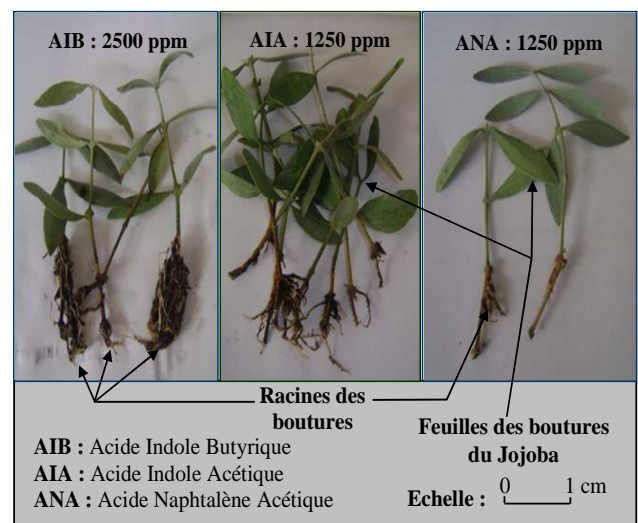 AIB : 2500 ppm
AIA : 1250 ppm
ANA : 1250 ppm
Racines des
boutures
Feuilles des boutures
du Jojoba
AIB : Acide Indole Butyrique
AIA : Acide Indole Acétique
ANA : Acide Naphtalène Acétique
Echelle : 0 1 cm